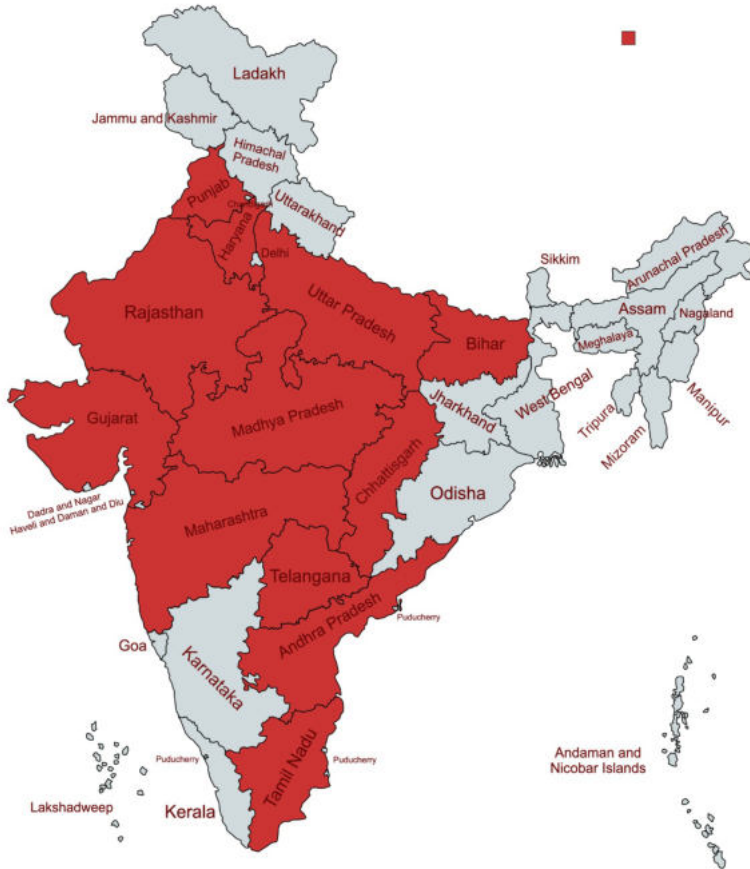 Ladakh
Jammu and Kashmir
Himachal
Pradesh
Punjab
Uttarakhand
Haryana
Delhi
Sikkim
Arunachal Pradesh
Rajasthan
Uttar Pradesh
Bihar
Assam
Nagaland
Meghalaya
Gujarat
Madhya Pradesh
Jharkhand
West Bengal
Tripura
Mizoram
Manipur
Chhattisgarh
Odisha
Dadra and Nagar
Haveli and Daman and Diu
Maharashtra
Telangana
Andhra Pradesh
Puducherry
Goa
Karnataka
Puducherry
Tamil Nadu
Puducherry
Andaman and
Nicobar Islands
Lakshadweep
Kerala